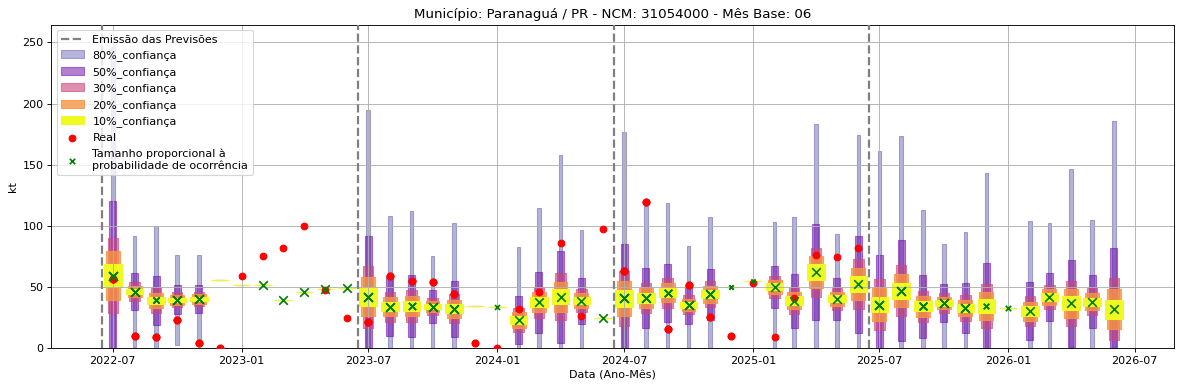 Município: Paranaguá / PR - NCM: 31054000 - Mês Base: 06
Emissão das Previsões
80%_confiança
50%_confiança
30%_confiança
20%_confiança
10%_confiança
Real
Tamanho proporcional à
probabilidade de ocorrência
kt
250
200
150
100
50
0
2022-07 2023-01 2023-07 2024-01 2024-07 2025-01 2025-07 2026-01 2026-07
Data (Ano-Mês)